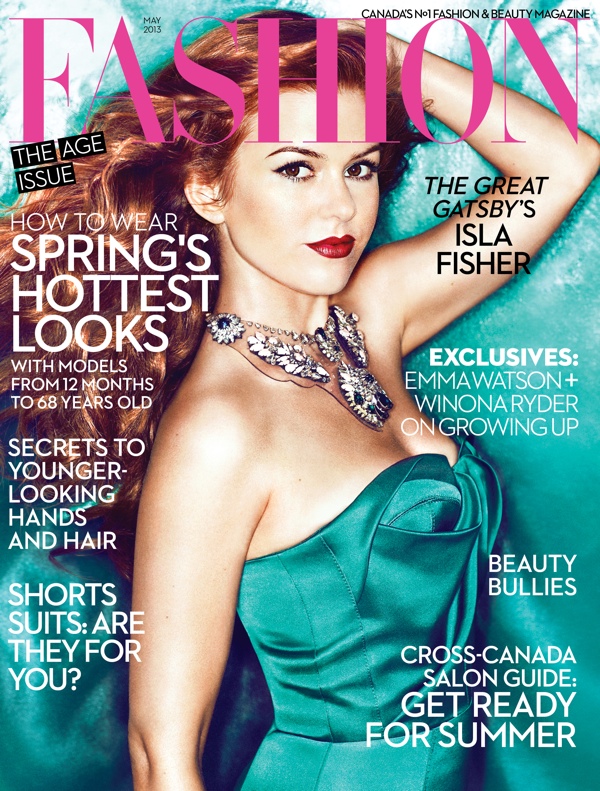 CANADA'S No1 FASHION & BEAUTY MAGAZINE
MAY
2013
FASHION
THE AGE
ISSUE
HOW TO WEAR
SPRING'S
HOTTEST
LOOKS
WITH MODELS
FROM 12 MONTHS
TO 68 YEARS OLD
SECRETS TO
YOUNGER-
LOOKING
HANDS
AND HAIR
SHORTS
SUITS: ARE
THEY FOR
YOU?
THE GREAT
GATSBY'S
ISLA
FISHER
EXCLUSIVES:
EMMA WATSON +
WINONA RYDER
ON GROWING UP
BEAUTY
BULLIES
CROSS-CANADA
SALON GUIDE:
GET READY
FOR SUMMER